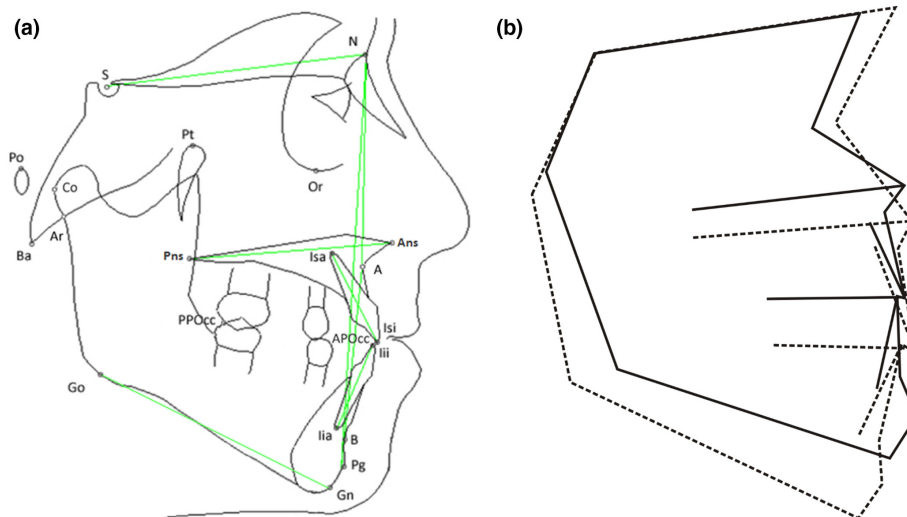 (a)
(b)
N
S
Pt
Po
Co
Or
Ar
Ba
Pns
Ans
Isa
A
PPOcc
APOcc
Isi
Iii
Go
Iia
B
Pg
Gn